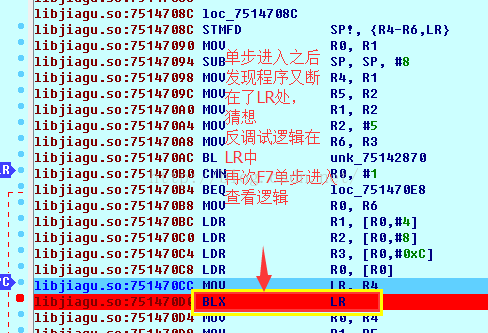 libjiagu.so:7514708C loc_7514708C
libjiagu.so:7514708C STMFD SP!, {R4-R6,LR}
libjiagu.so:75147090 MOV R0, R1
libjiagu.so:75147094 SUB SP, SP, #8
libjiagu.so:75147098 MOV R4, R1
libjiagu.so:7514709C MOV R5, R2
libjiagu.so:751470A0 MOV R1, R2
libjiagu.so:751470A4 MOV R2, #5
libjiagu.so:751470A8 MOV R6, R3
libjiagu.so:751470AC BL unk_75142870
libjiagu.so:751470B0 CMN R0, #1
libjiagu.so:751470B4 BEQ loc_751470E8
libjiagu.so:751470B8 MOV R0, R6
libjiagu.so:751470BC LDR R1, [R0,#4]
libjiagu.so:751470C0 LDR R2, [R0,#8]
libjiagu.so:751470C4 LDR R3, [R0,#0xC]
libjiagu.so:751470C8 LDR R0, [R0]
libjiagu.so:751470CC MOV LR, R4
libjiagu.so:751470D0 BLX LR
libjiagu.so:751470D4 MOV R0, R4
单步进入之后
发现程序又断
在了LR处,
猜想
反调试逻辑在
LR中
再次F7单步进入
查看逻辑
LR
PC